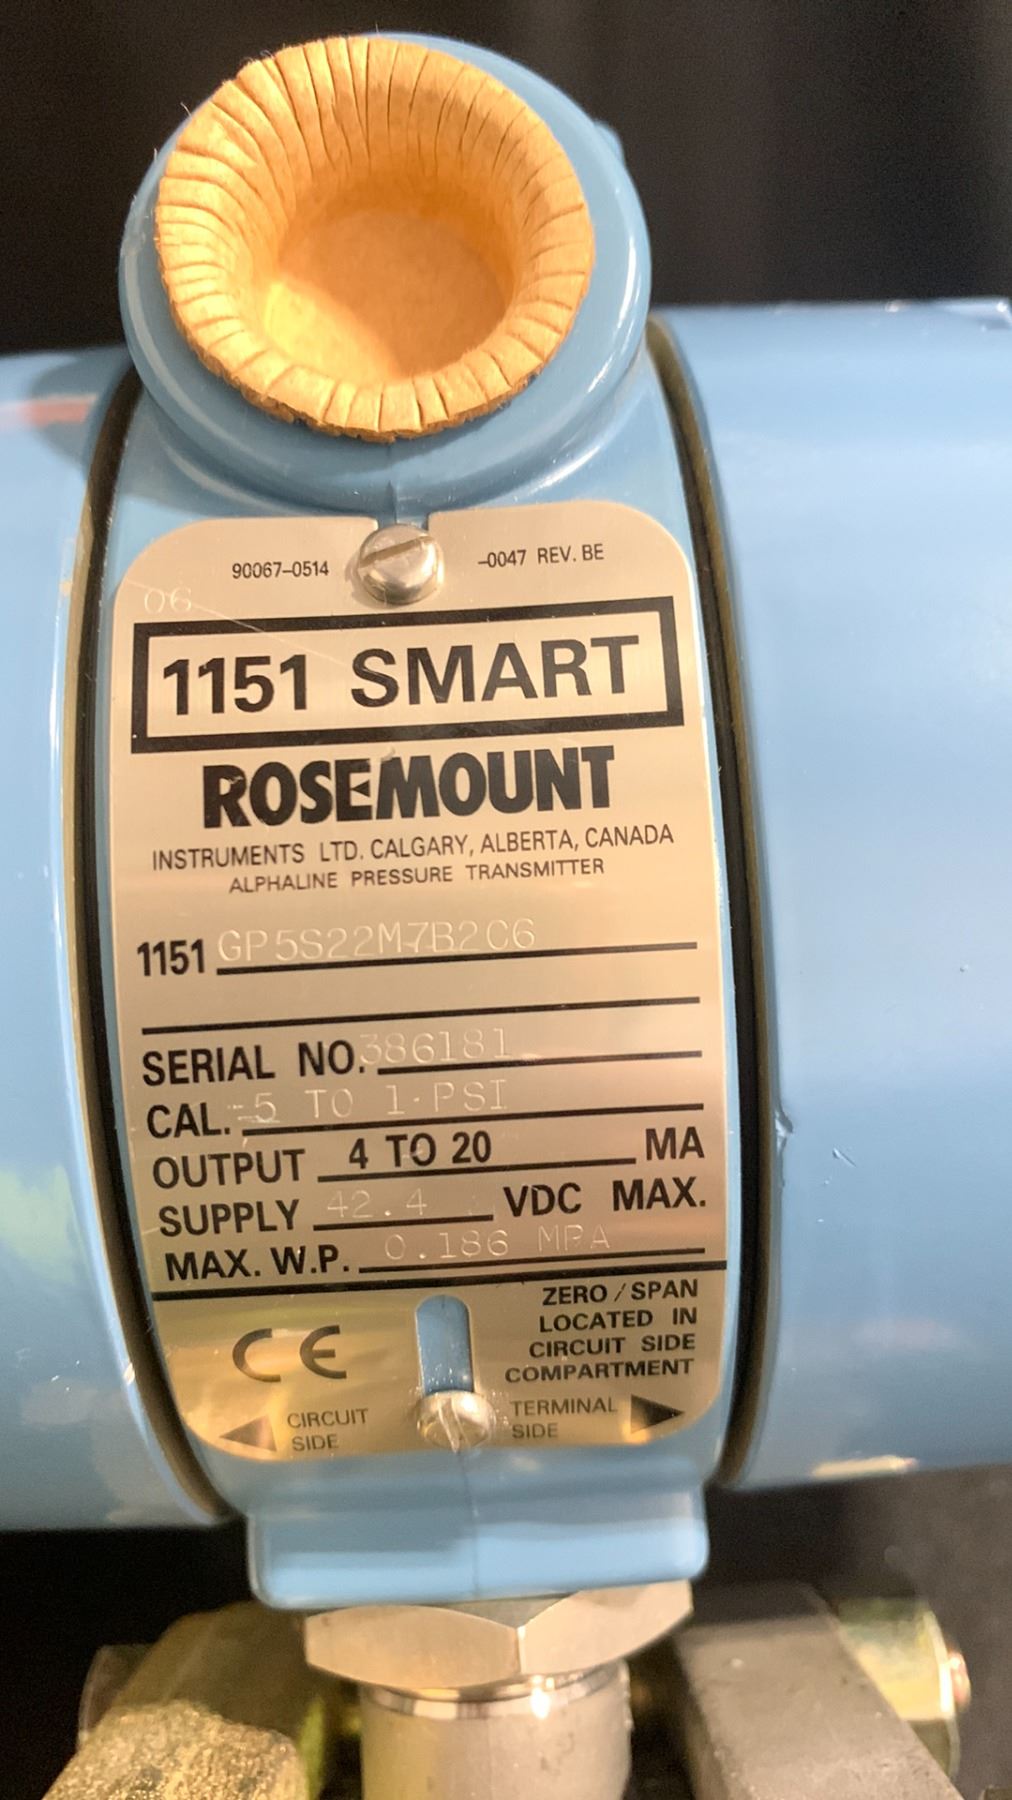 90067-0514 -0047 REV. BE
06
1151 SMART
ROSEMOUNT
INSTRUMENTS LTD. CALGARY, ALBERTA, CANADA
ALPHALINE PRESSURE TRANSMITTER
1151 GP5S22M7B2C6
SERIAL NO. 386181
CAL. -5 TO 1 PSI
OUTPUT 4 TO 20 MA
SUPPLY 42.4 VDC MAX.
MAX. W.P. 0.186 MPA
ZERO/SPAN
LOCATED IN
CIRCUIT SIDE
COMPARTMENT
CE
CIRCUIT
SIDE
TERMINAL
SIDE